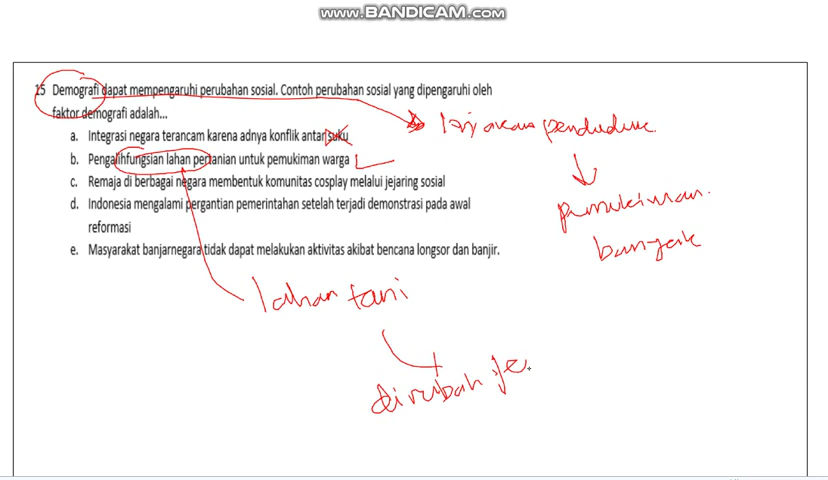 www.BANDICAM.com
15 Demografi dapat mempengaruhi perubahan sosial. Contoh perubahan sosial yang dipengaruhi oleh
faktor demografi adalah...
a. Integrasi negara terancam karena adnya konflik antar suku
b. Pengalihfungsian lahan pertanian untuk pemukiman warga
c. Remaja di berbagai negara membentuk komunitas cosplay melalui jejaring sosial
d. Indonesia mengalami pergantian pemerintahan setelah terjadi demonstrasi pada awal
reformasi
e. Masyarakat banjarnegara tidak dapat melakukan aktivitas akibat bencana longsor dan banjir.
penduduk
pemukiman
banyak
lahan tani
dirubah je